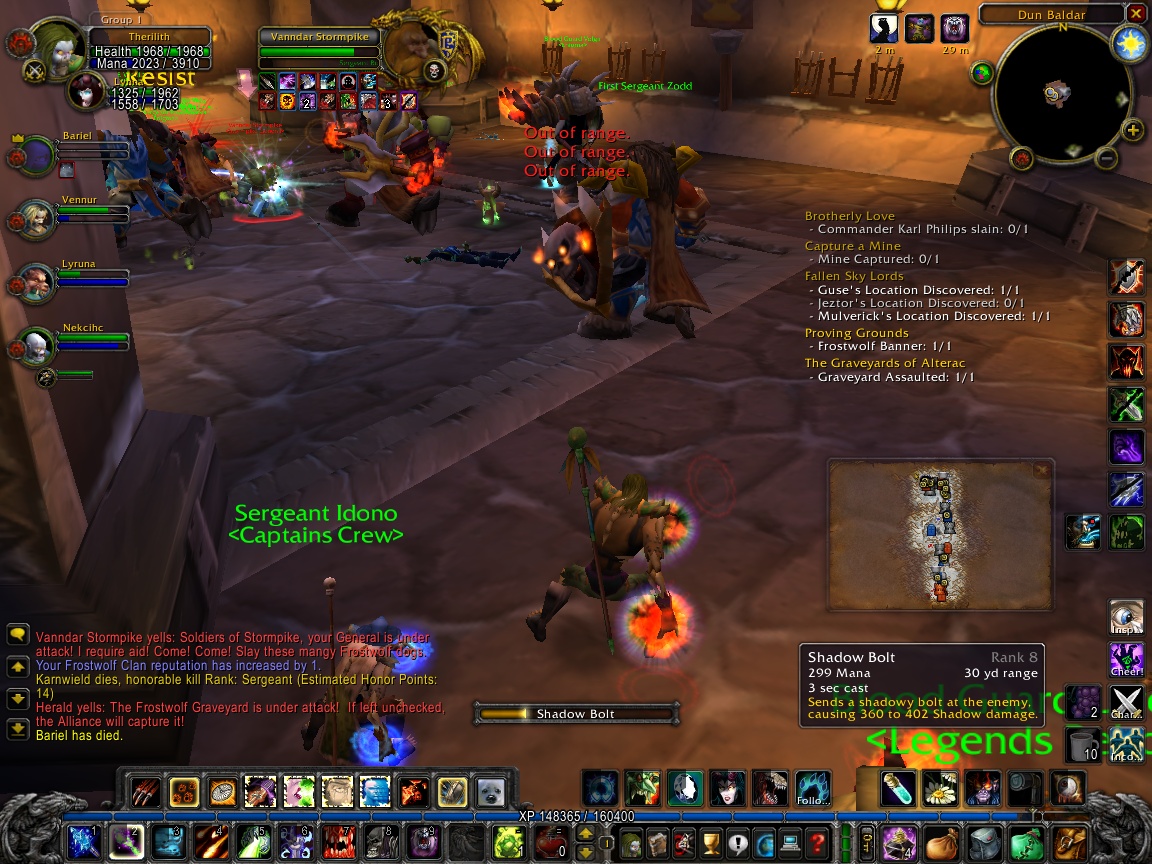 Group 1
Therilith
Health 1968 / 1968
Mana 2023 / 3910
Resist
1325 / 1962
1558 / 1703
Bariel
Vennur
Lyruna
Nekcihc
Vanndar Stormpike
First Sergeant Zodd
Out of range.
Out of range.
Out of range.
2 m
29 m
Dun Baldar
N
Brotherly Love
- Commander Karl Philips slain: 0/1
Capture a Mine
- Mine Captured: 0/1
Fallen Sky Lords
- Guse's Location Discovered: 1/1
- Jeztor's Location Discovered: 0/1
- Mulverick's Location Discovered: 1/1
Proving Grounds
- Frostwolf Banner: 1/1
The Graveyards of Alterac
- Graveyard Assaulted: 1/1
Sergeant Idono
<Captains Crew>
Vanndar Stormpike yells: Soldiers of Stormpike, your General is under
attack! I require aid! Come! Come! Slay these mangy Frostwolf dogs.
Your Frostwolf Clan reputation has increased by 1.
Karnwield dies, honorable kill Rank: Sergeant (Estimated Honor Points:
14)
Herald yells: The Frostwolf Graveyard is under attack! If left unchecked,
the Alliance will capture it!
Bariel has died.
Shadow Bolt
Shadow Bolt Rank 8
299 Mana 30 yd range
3 sec cast
Sends a shadowy bolt at the enemy,
causing 360 to 402 Shadow damage.
Blood Guard
<Legends
Insp
Cheer!
2
Char..
10
Incd..
Follo...
XP 148365 / 160400